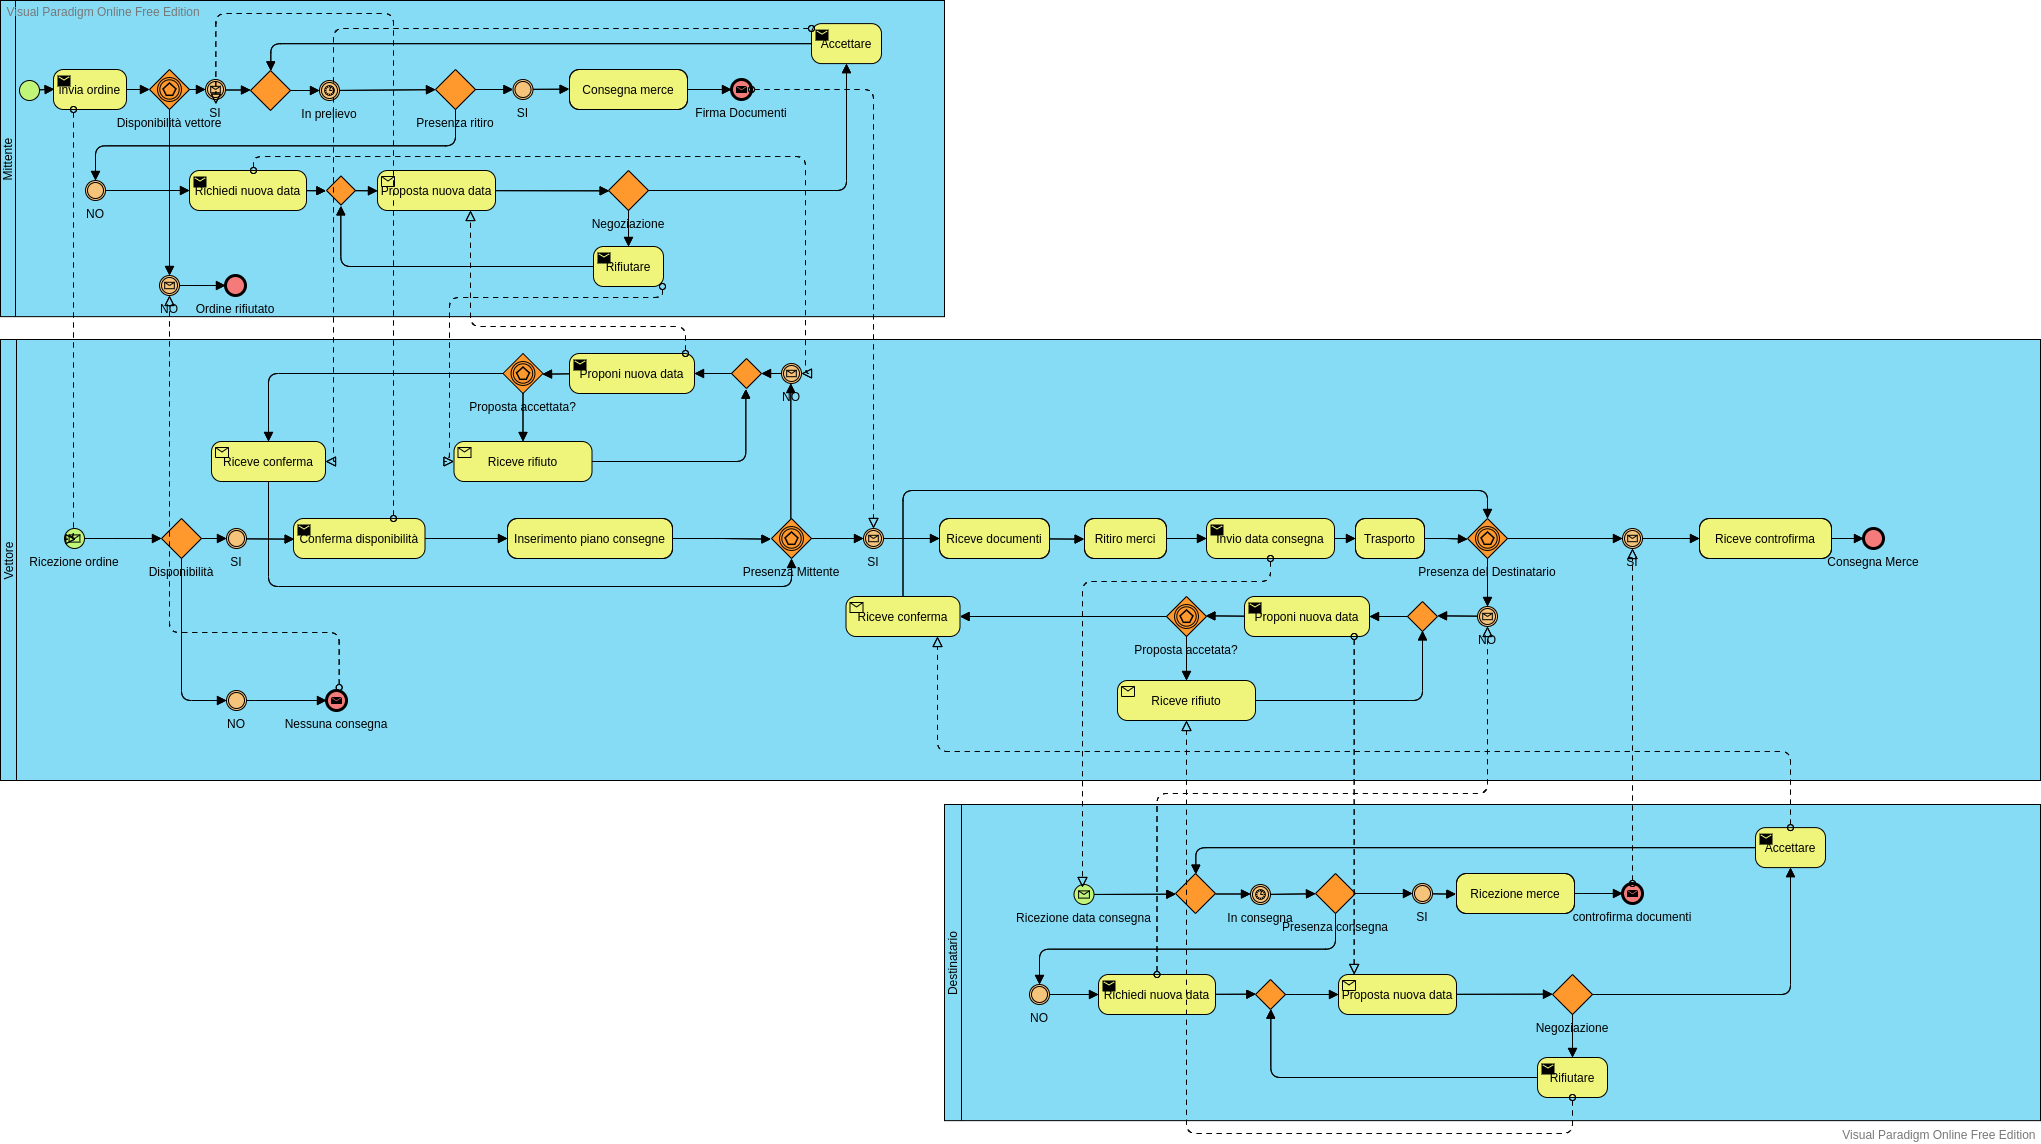 Visual Paradigm Online Free Edition
Mittente
Accettare
Invia ordine
Disponibilità vettore
SI
In prelievo
Presenza ritiro
SI
Consegna merce
Firma Documenti
NO
Richiedi nuova data
Proposta nuova data
Negoziazione
Rifiutare
NO
Ordine rifiutato
Vettore
Proposta accettata?
Proponi nuova data
NO
Riceve conferma
Riceve rifiuto
Ricezione ordine
Disponibilità
SI
Conferma disponibilità
Inserimento piano consegne
Presenza Mittente
SI
Riceve documenti
Ritiro merci
Invio data consegna
Trasporto
Presenza del Destinatario
SI
Riceve controfirma
Consegna Merce
Riceve conferma
Proposta accetata?
Proponi nuova data
NO
Riceve rifiuto
NO
Nessuna consegna
Destinatario
Accettare
Ricezione data consegna
In consegna
Presenza consegna
SI
Ricezione merce
controfirma documenti
NO
Richiedi nuova data
Proposta nuova data
Negoziazione
Rifiutare
Visual Paradigm Online Free Edition